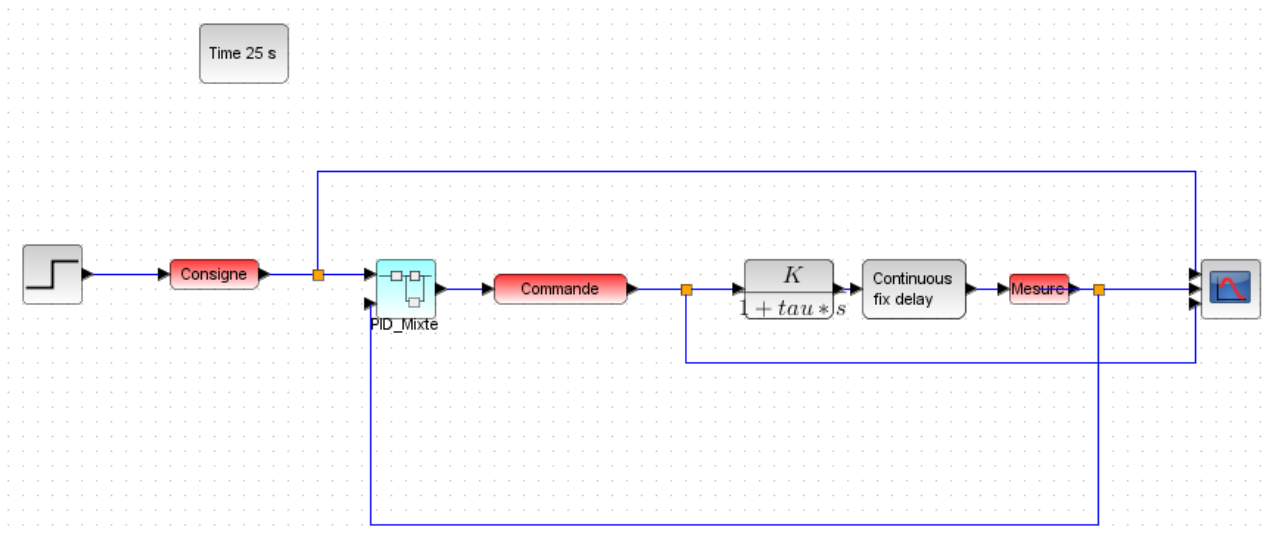 Time 25 s
Consigne
PID_Mixte
Commande
K
1 + tau * s
Continuous
fix delay
Mesure